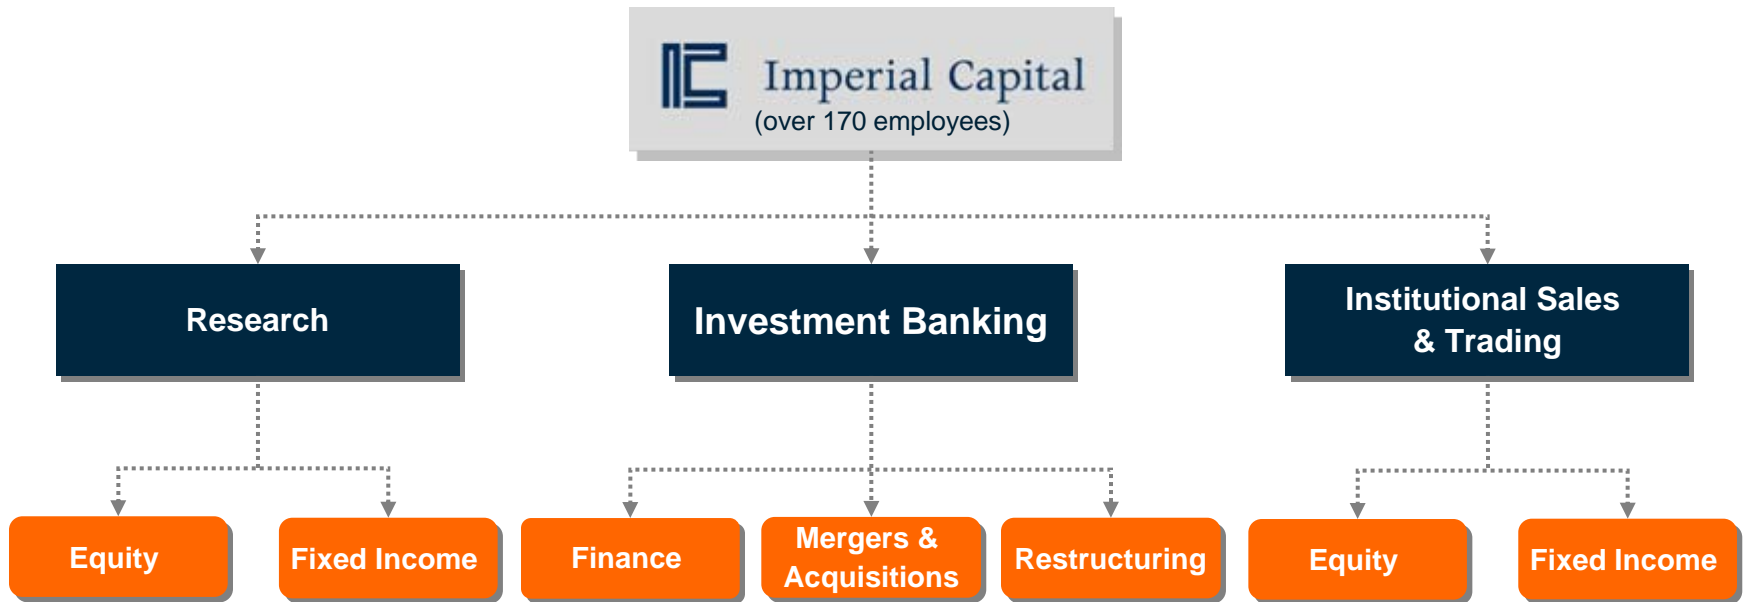 Imperial Capital
(over 170 employees)
Research
Investment Banking
Institutional Sales
& Trading
Equity
Fixed Income
Finance
Mergers &
Acquisitions
Restructuring
Equity
Fixed Income